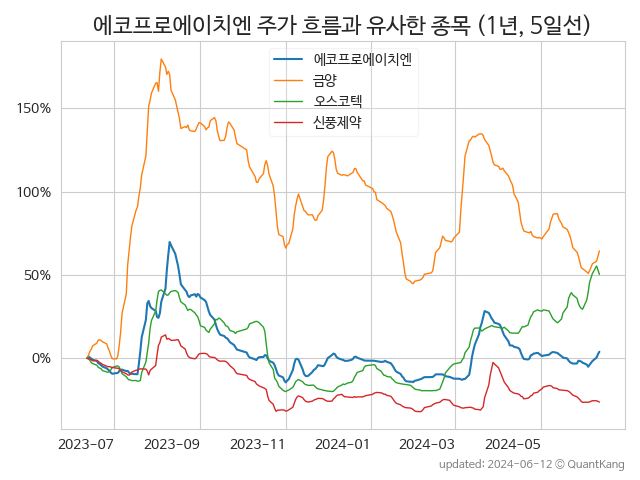 에코프로에이치엔 주가 흐름과 유사한 종목 (1년, 5일선)
에코프로에이치엔
금양
오스코텍
신풍제약
150%
100%
50%
0%
2023-07 2023-09 2023-11 2024-01 2024-03 2024-05
updated: 2024-06-12 © QuantKang